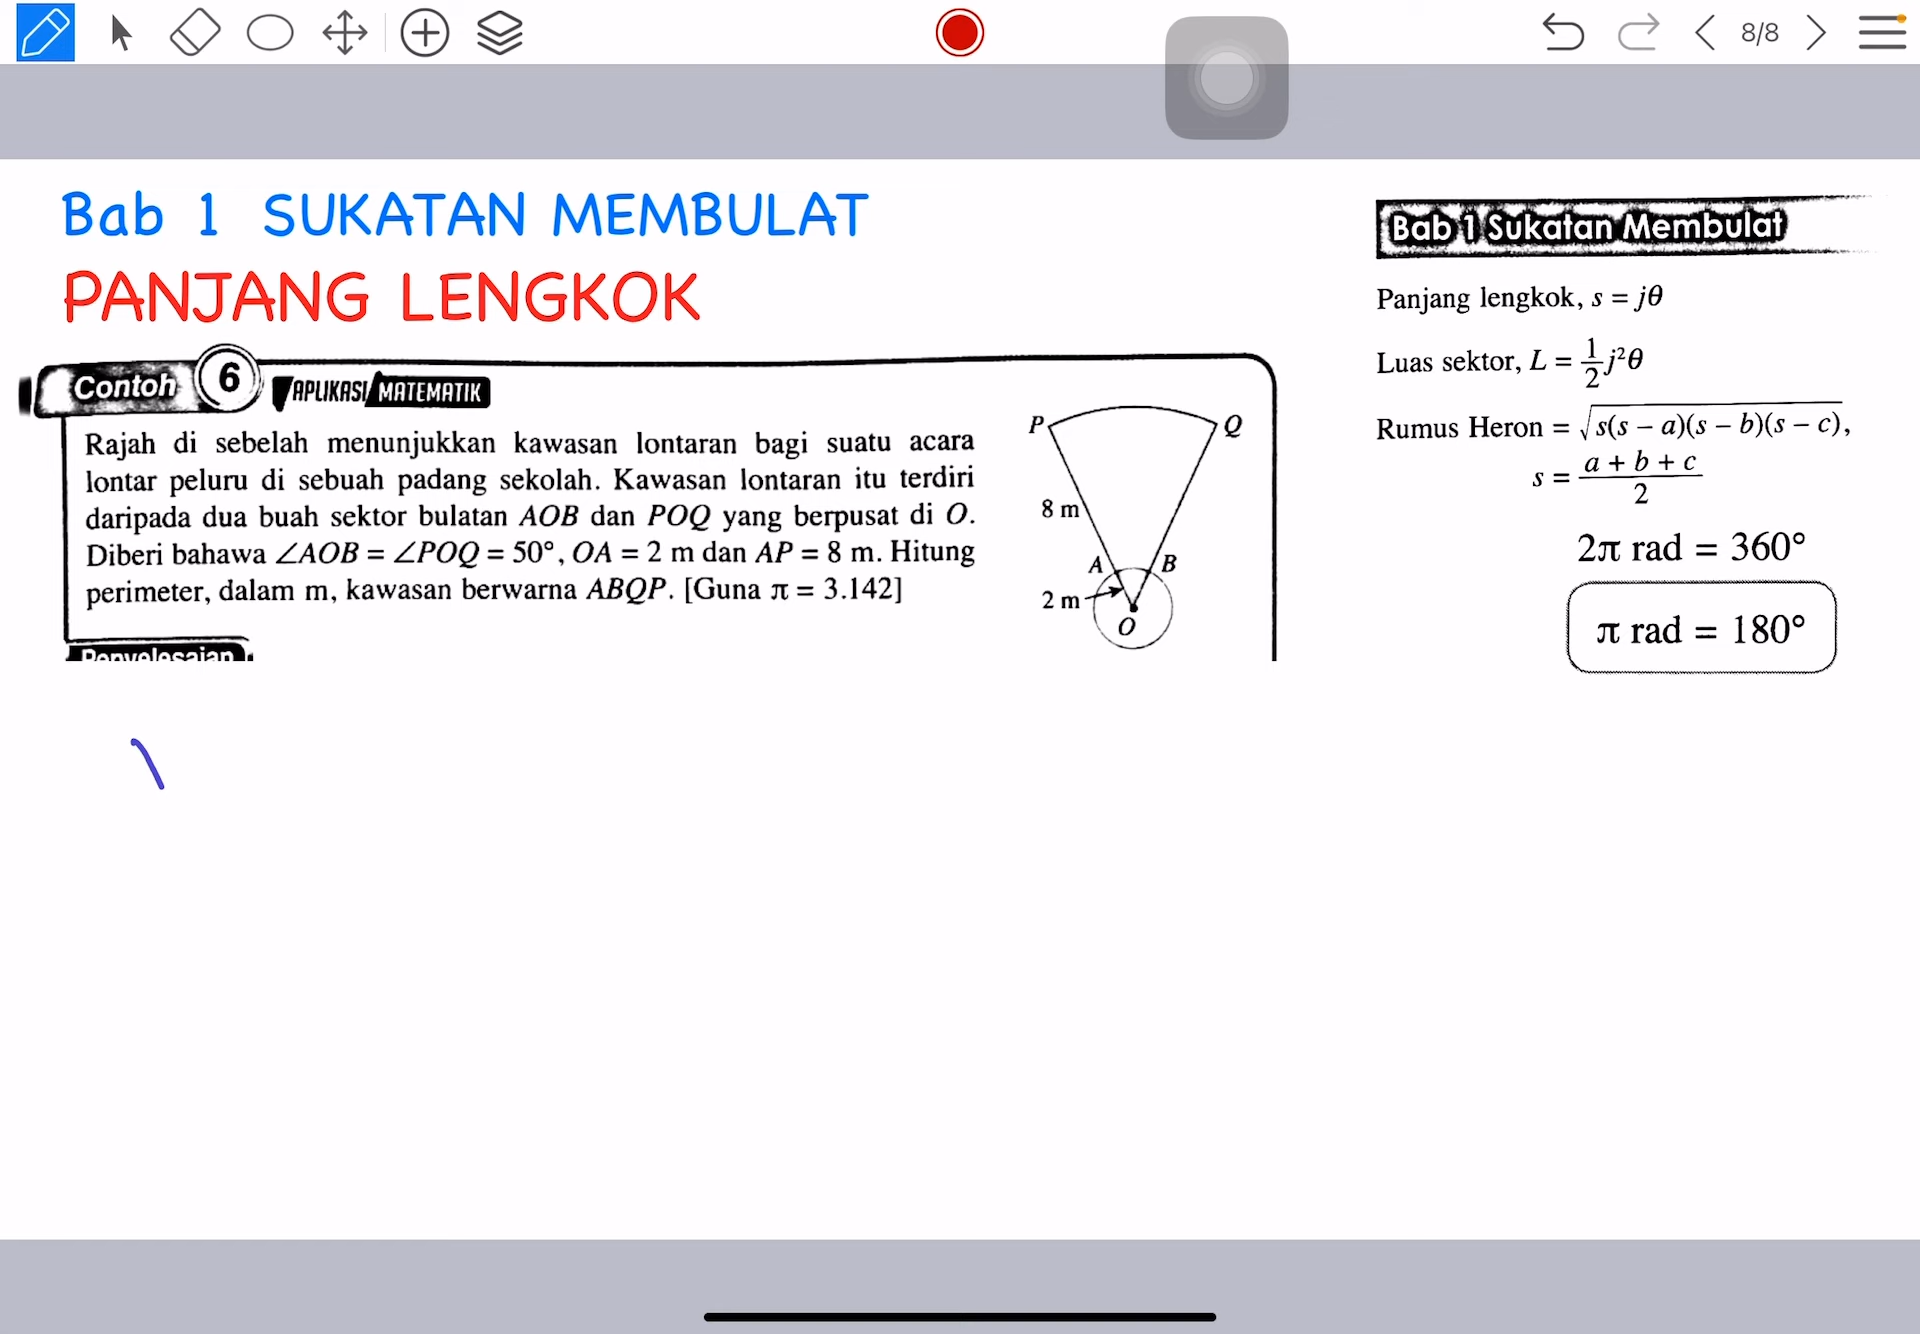 8/8
Bab 1 SUKATAN MEMBULAT
PANJANG LENGKOK
Contoh 6 APLIKASI MATEMATIK
Rajah di sebelah menunjukkan kawasan lontaran bagi suatu acara
lontar peluru di sebuah padang sekolah. Kawasan lontaran itu terdiri
daripada dua buah sektor bulatan AOB dan POQ yang berpusat di O.
Diberi bahawa ∠AOB = ∠POQ = 50°, OA = 2 m dan AP = 8 m. Hitung
perimeter, dalam m, kawasan berwarna ABQP. [Guna π = 3.142]
Penyelesaian
P
Q
8 m
A
B
2 m
O
Bab 1 Sukatan Membulat
Panjang lengkok, s = jθ
Luas sektor, L = 1/2 j²θ
Rumus Heron = √s(s – a)(s – b)(s – c),
s = a + b + c / 2
2π rad = 360°
π rad = 180°